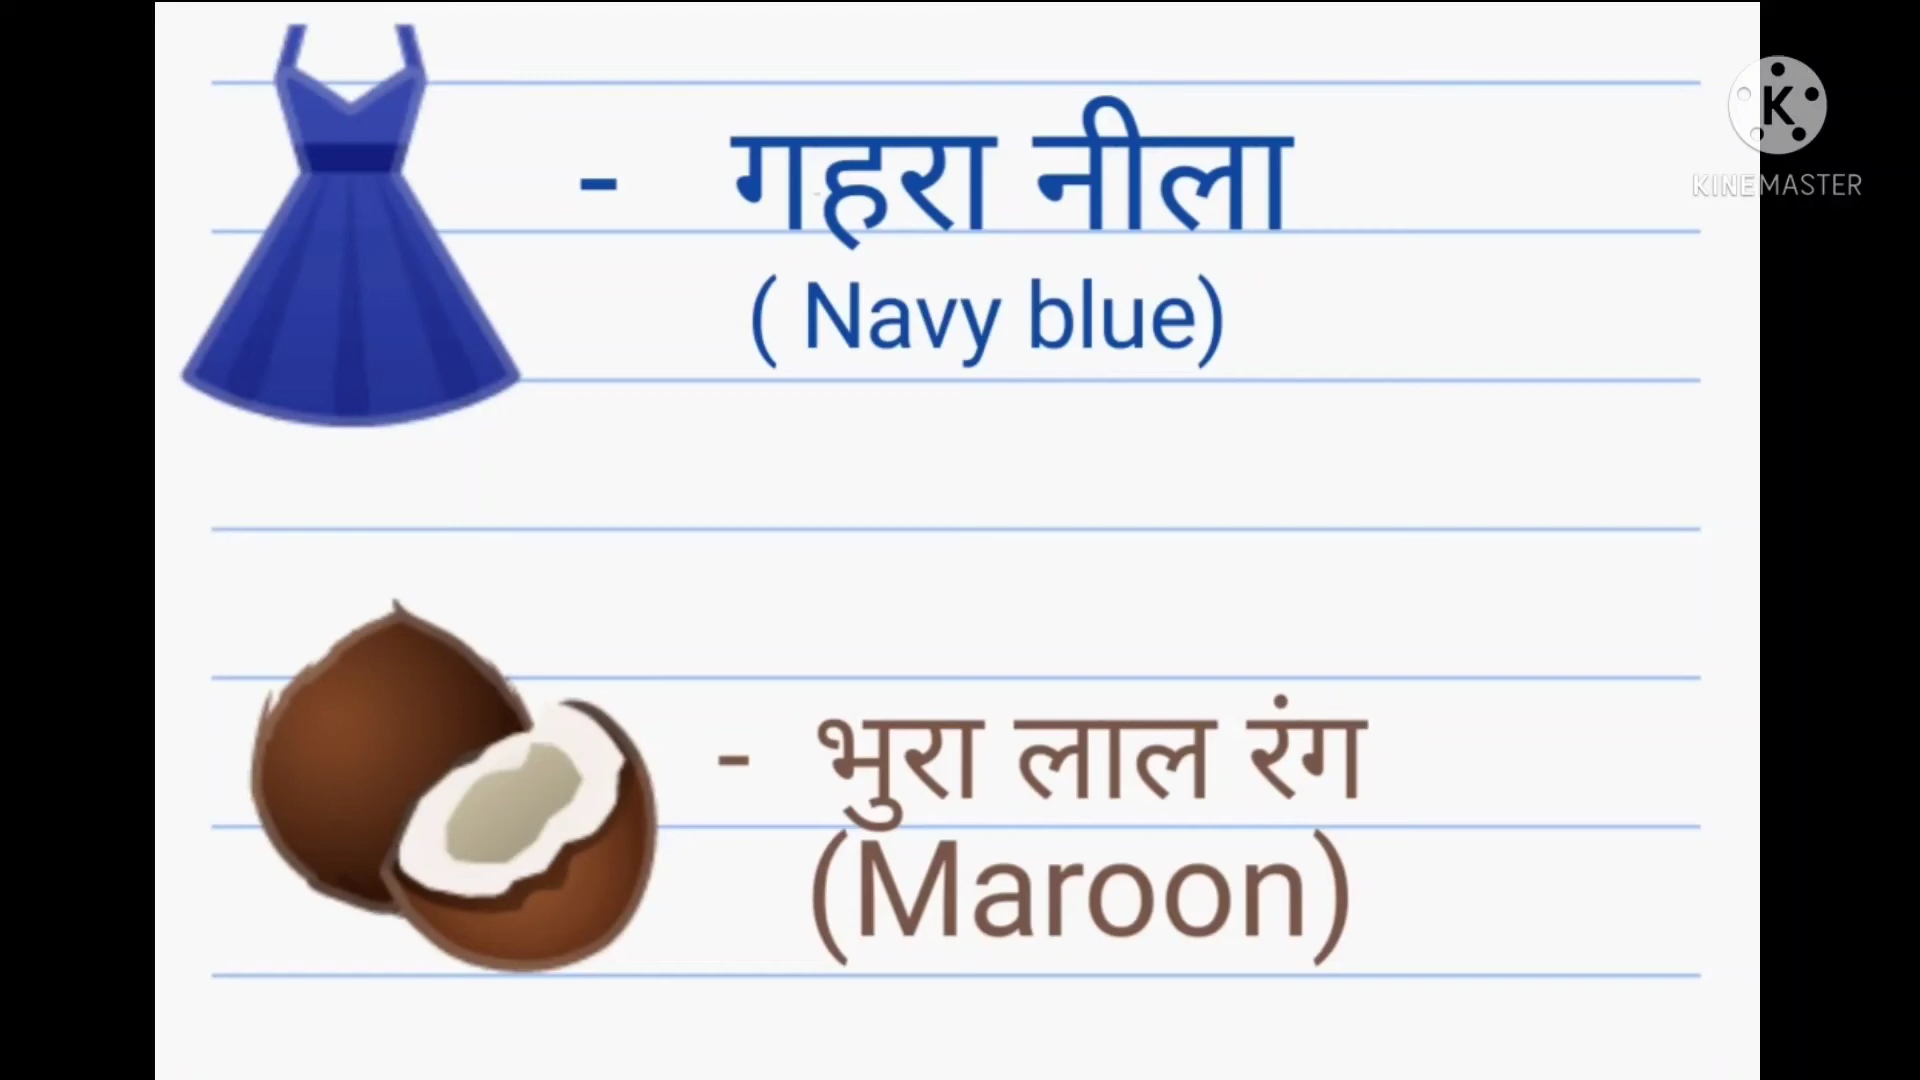 - गहरा नीला
( Navy blue)
- भुरा लाल रंग
(Maroon)
K
KINEMASTER